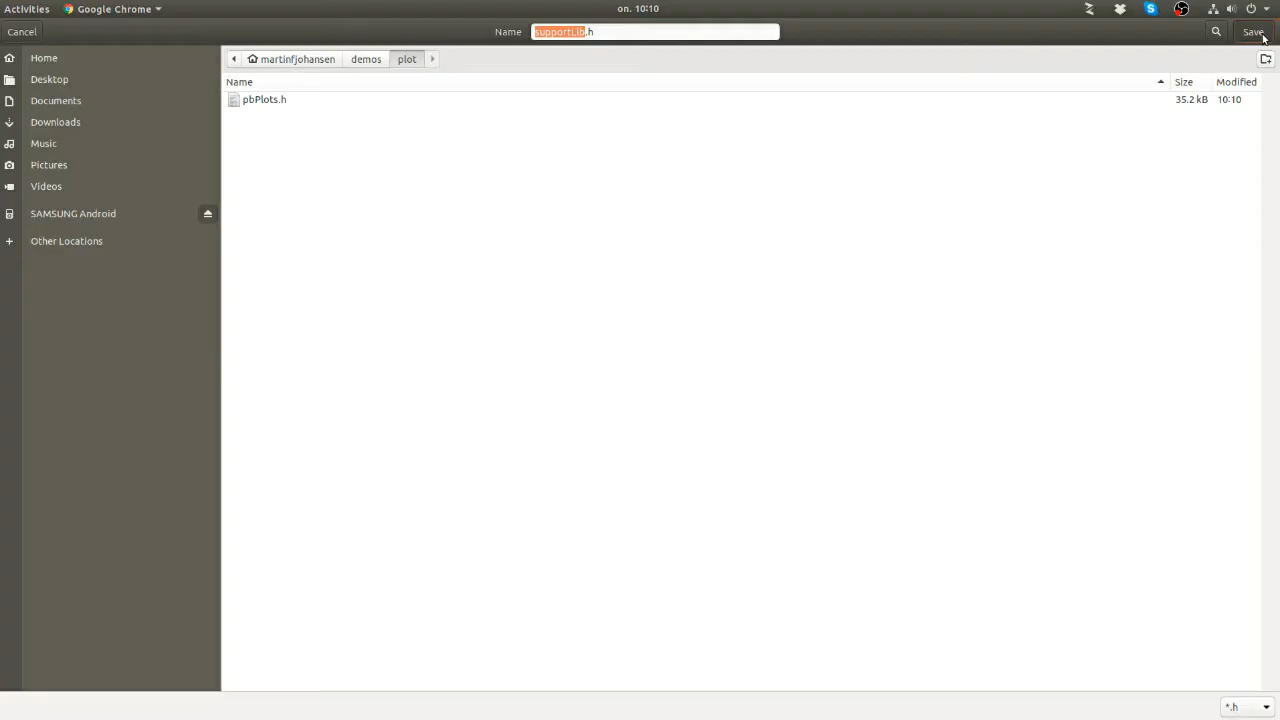 Activities Google Chrome on. 10:10
Cancel Name supportLib.h Save
Home martinfjohansen demos plot
Desktop Name Size Modified
Documents pbPlots.h 35.2 kB 10:10
Downloads
Music
Pictures
Videos
SAMSUNG Android
Other Locations
*.h